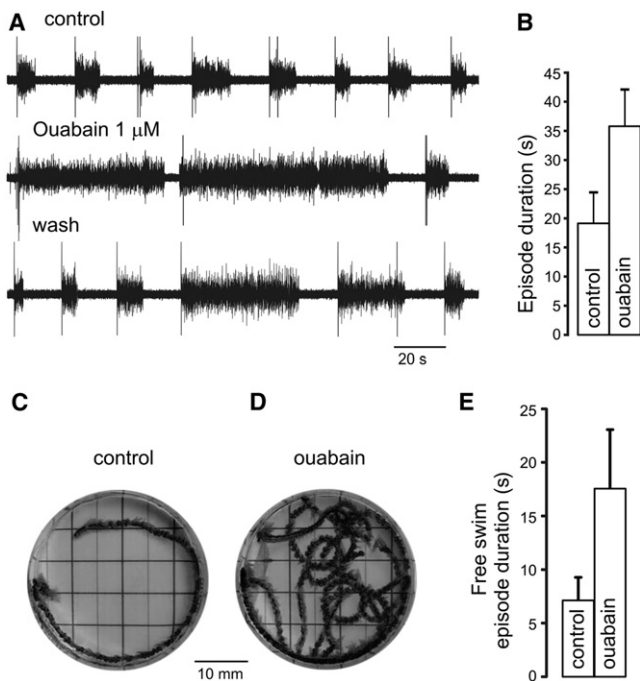 A
control
Ouabain 1 μM
wash
20 s
B
Episode duration (s)
45
40
35
30
25
20
15
10
5
0
control
ouabain
C
control
D
ouabain
10 mm
E
Free swim
episode duration (s)
25
20
15
10
5
0
control
ouabain